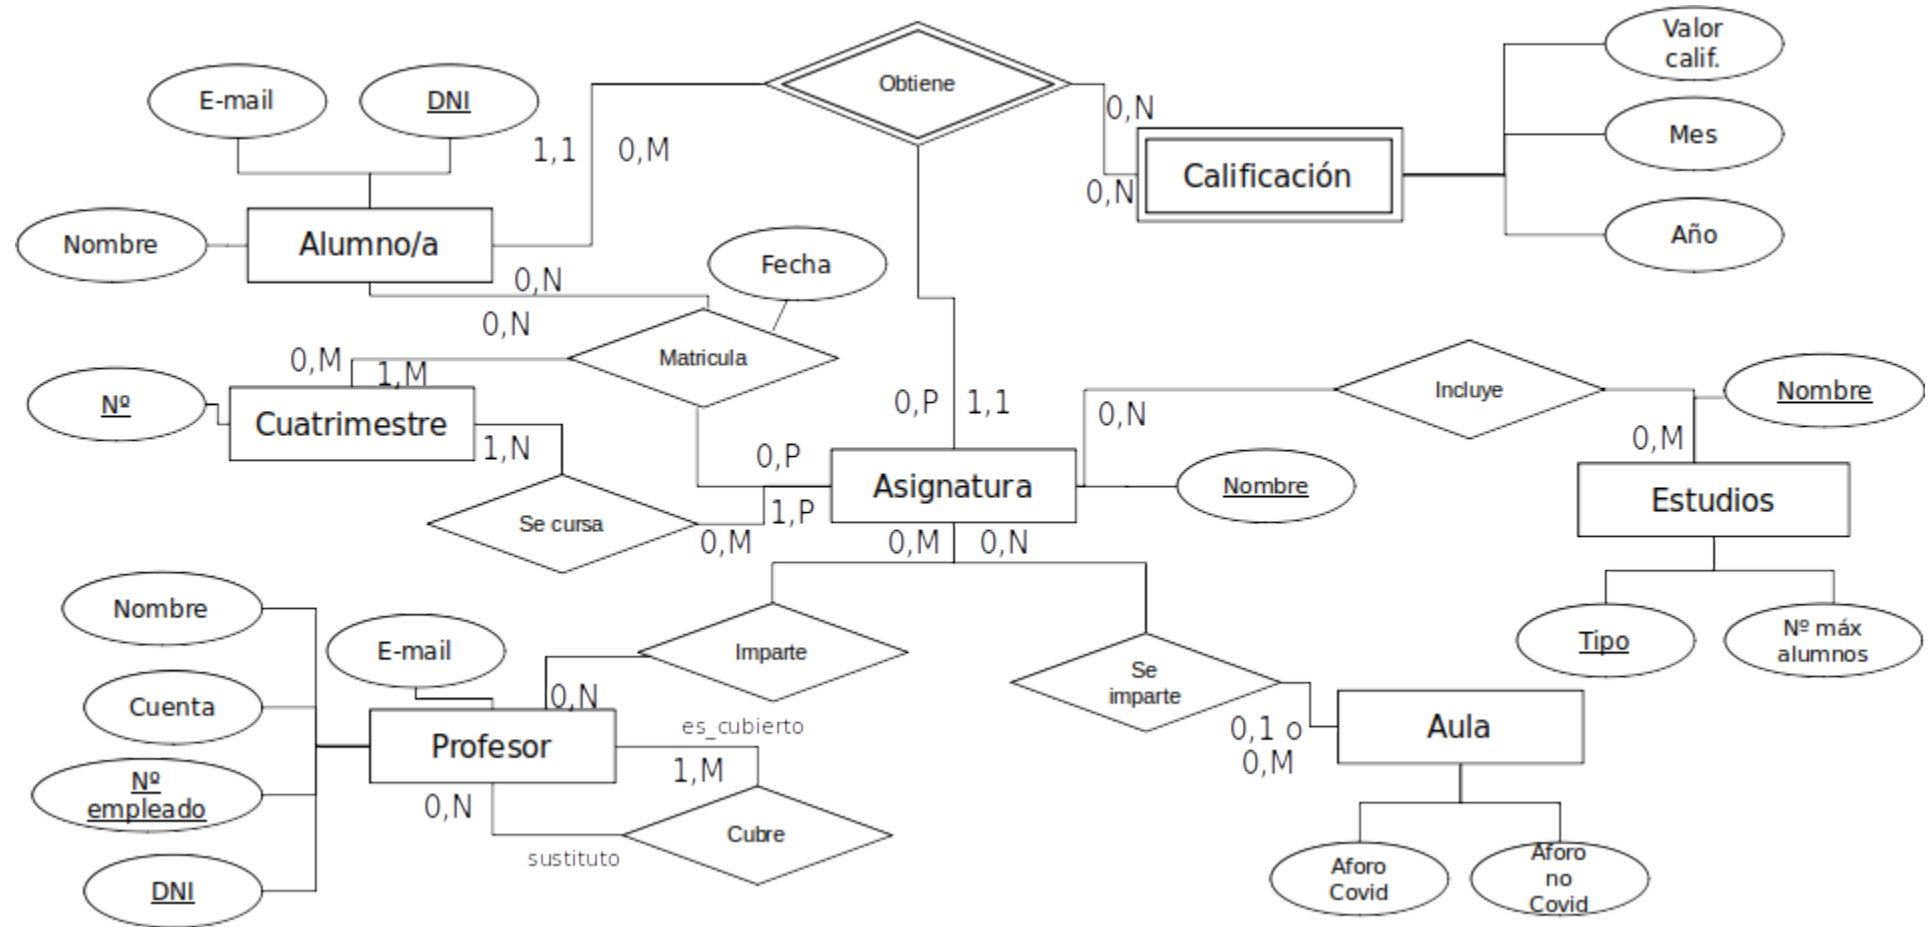 Valor
calif.
Obtiene
E-mail
DNI
0,N
Mes
1,1
0,M
Calificación
0,N
Nombre
Alumno/a
Año
Fecha
0,N
0,N
Matricula
0,M
1,M
Nº
Incluye
Nombre
0,P
1,1
0,N
Cuatrimestre
1,N
0,M
0,P
Asignatura
Nombre
Estudios
1,P
Se cursa
0,M
0,M
0,N
Nombre
E-mail
Imparte
Tipo
Nº máx
alumnos
Se
imparte
0,N
Cuenta
es_cubierto
Profesor
0,1 o
0,M
Aula
1,M
Nº
empleado
0,N
Cubre
sustituto
DNI
Aforo
Covid
Aforo
no
Covid